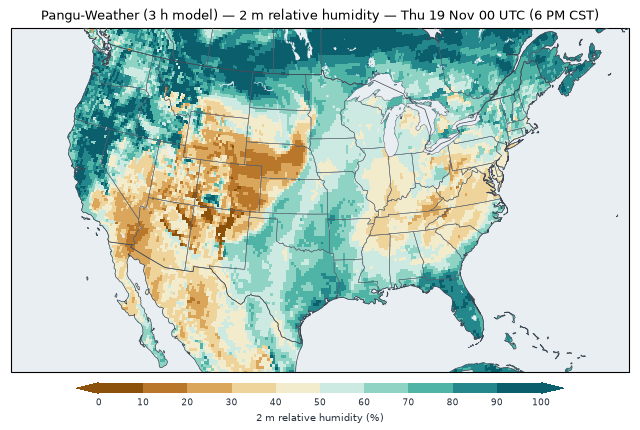 Pangu-Weather (3 h model) — 2 m relative humidity — Thu 19 Nov 00 UTC (6 PM CST)
0 10 20 30 40 50 60 70 80 90 100
2 m relative humidity (%)